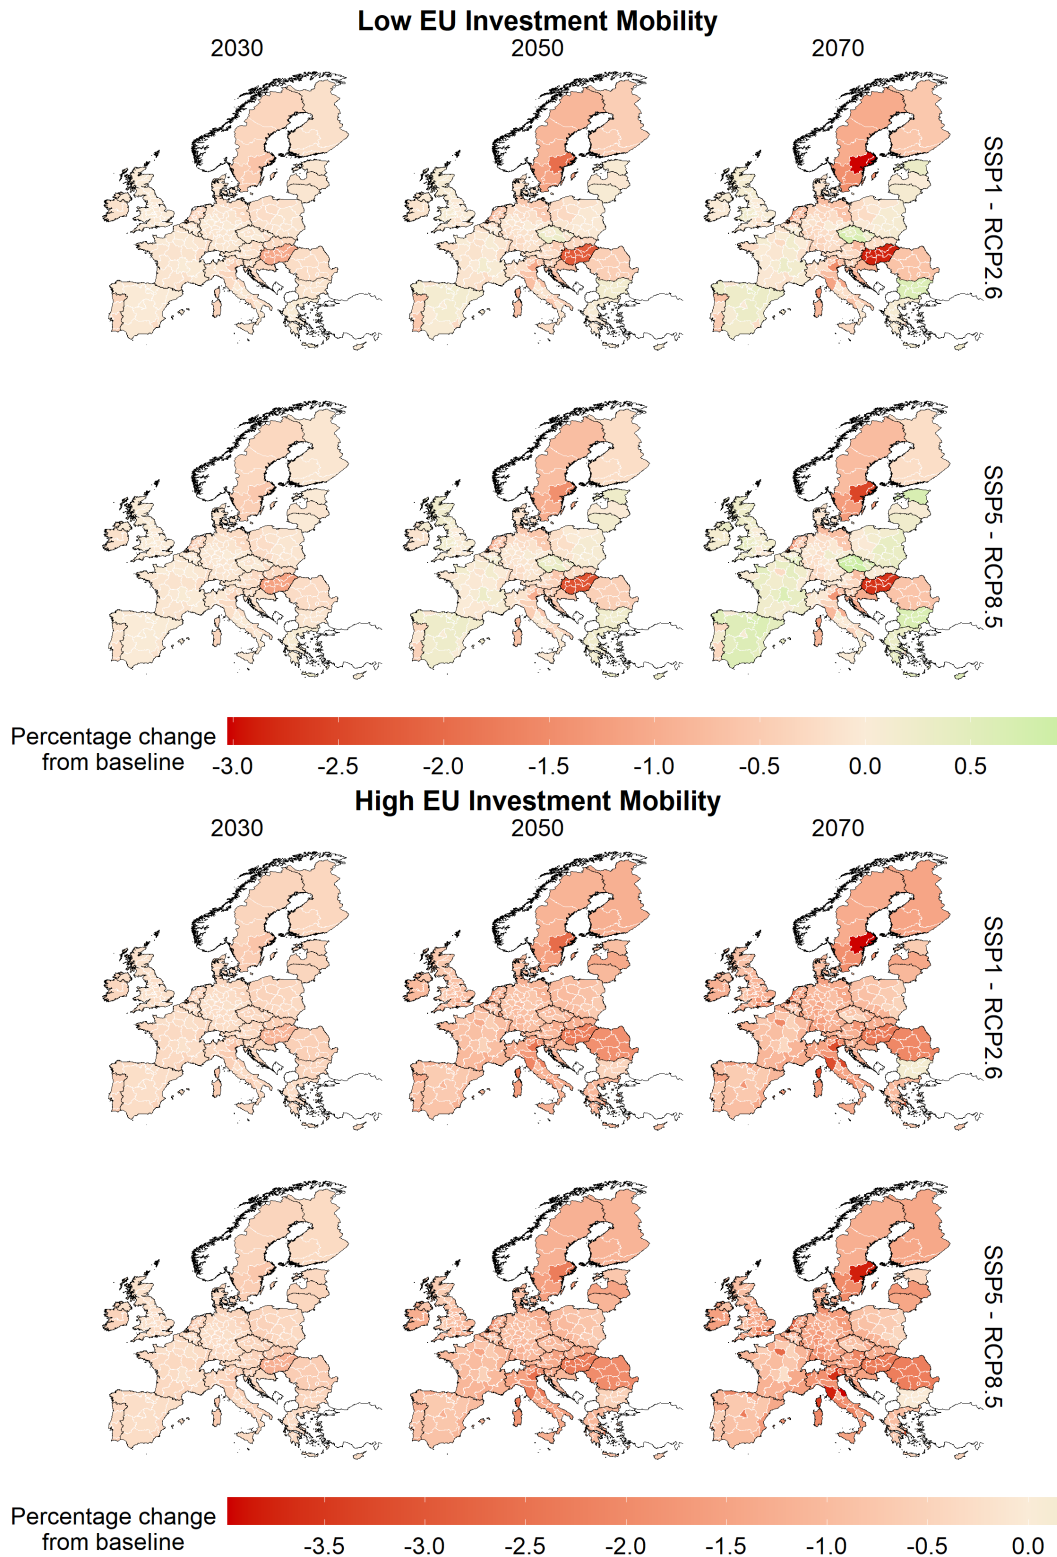 Low EU Investment Mobility
2030 2050 2070
SSP1 - RCP2.6
SSP5 - RCP8.5
Percentage change
from baseline
-3.0 -2.5 -2.0 -1.5 -1.0 -0.5 0.0 0.5
High EU Investment Mobility
2030 2050 2070
SSP1 - RCP2.6
SSP5 - RCP8.5
Percentage change
from baseline
-3.5 -3.0 -2.5 -2.0 -1.5 -1.0 -0.5 0.0